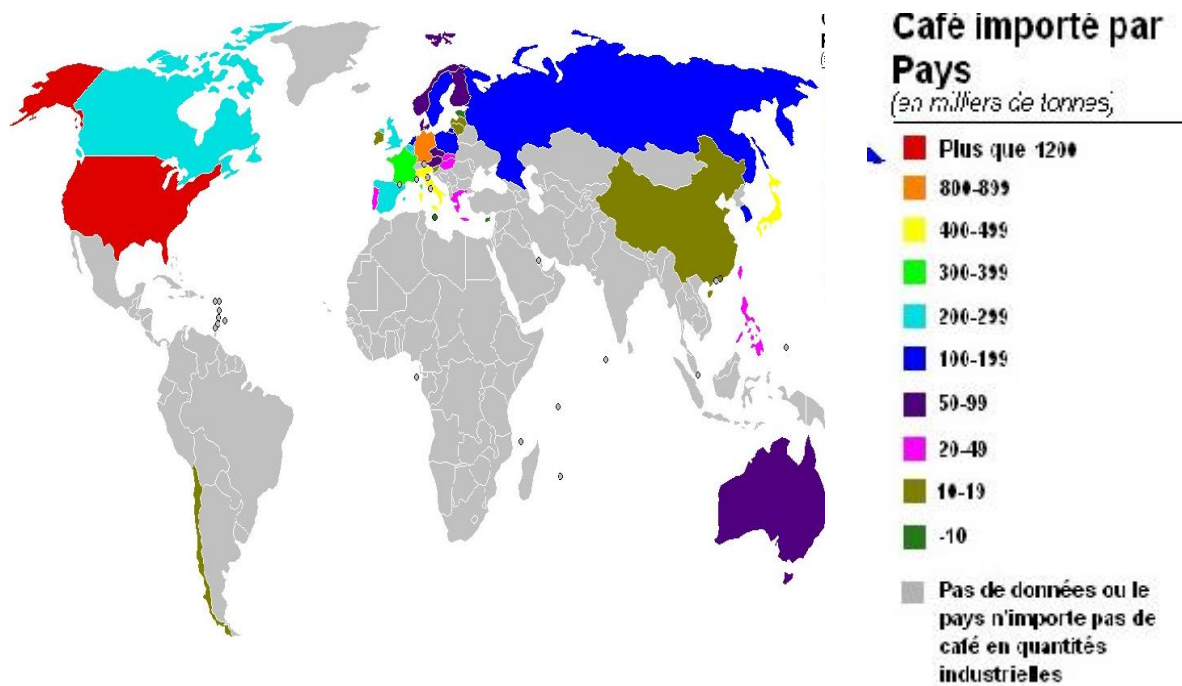 Café importé par
Pays
(en milliers de tonnes)
Plus que 1200
800-899
400-499
300-399
200-299
100-199
50-99
20-49
10-19
-10
Pas de données ou le
pays n'importe pas de
café en quantités
industrielles